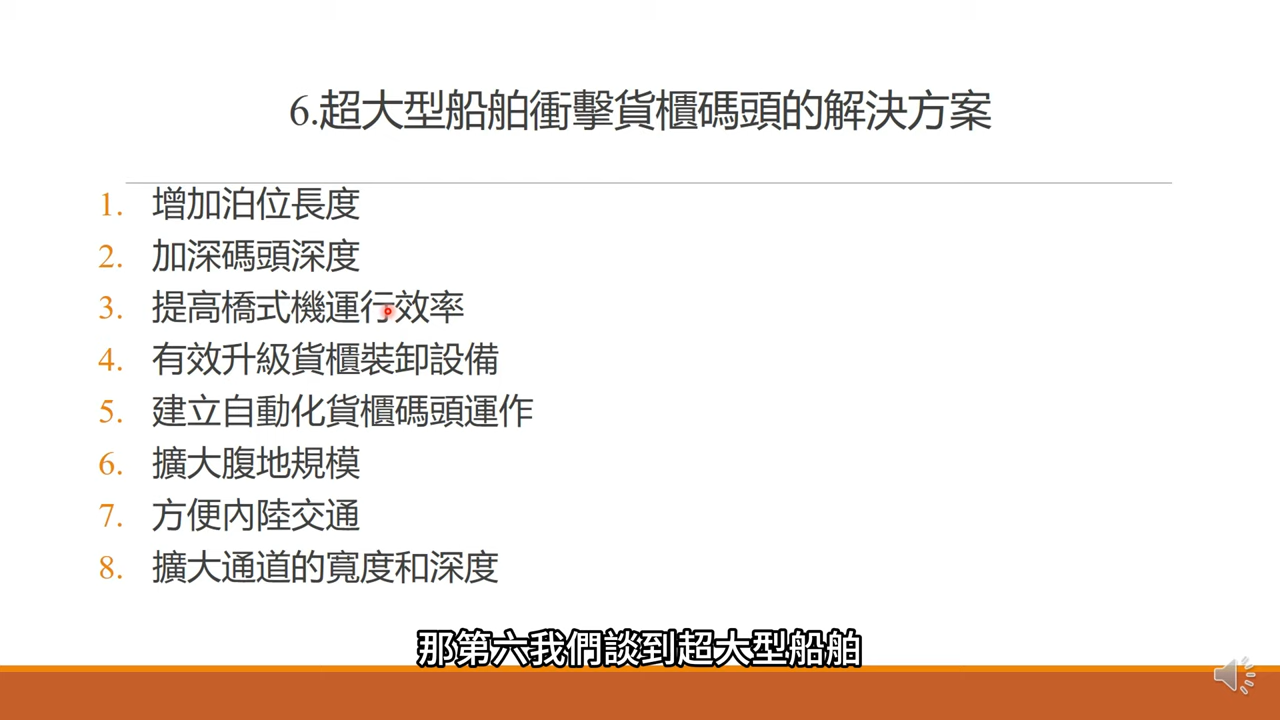 6.超大型船舶衝擊貨櫃碼頭的解決方案
1. 增加泊位長度
2. 加深碼頭深度
3. 提高橋式機運行效率
4. 有效升級貨櫃裝卸設備
5. 建立自動化貨櫃碼頭運作
6. 擴大腹地規模
7. 方便內陸交通
8. 擴大通道的寬度和深度
那第六我們談到超大型船舶